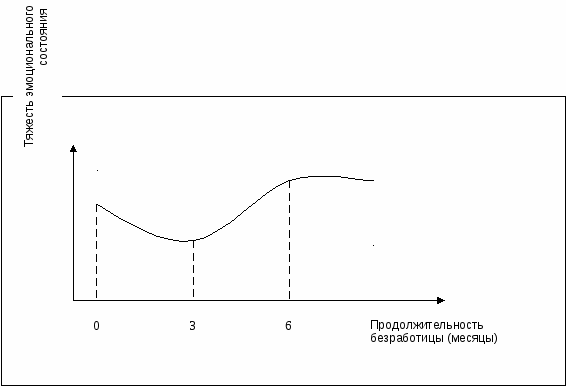 Тяжесть эмоционального
состояния
0 3 6
Продолжительность
безработицы (месяцы)